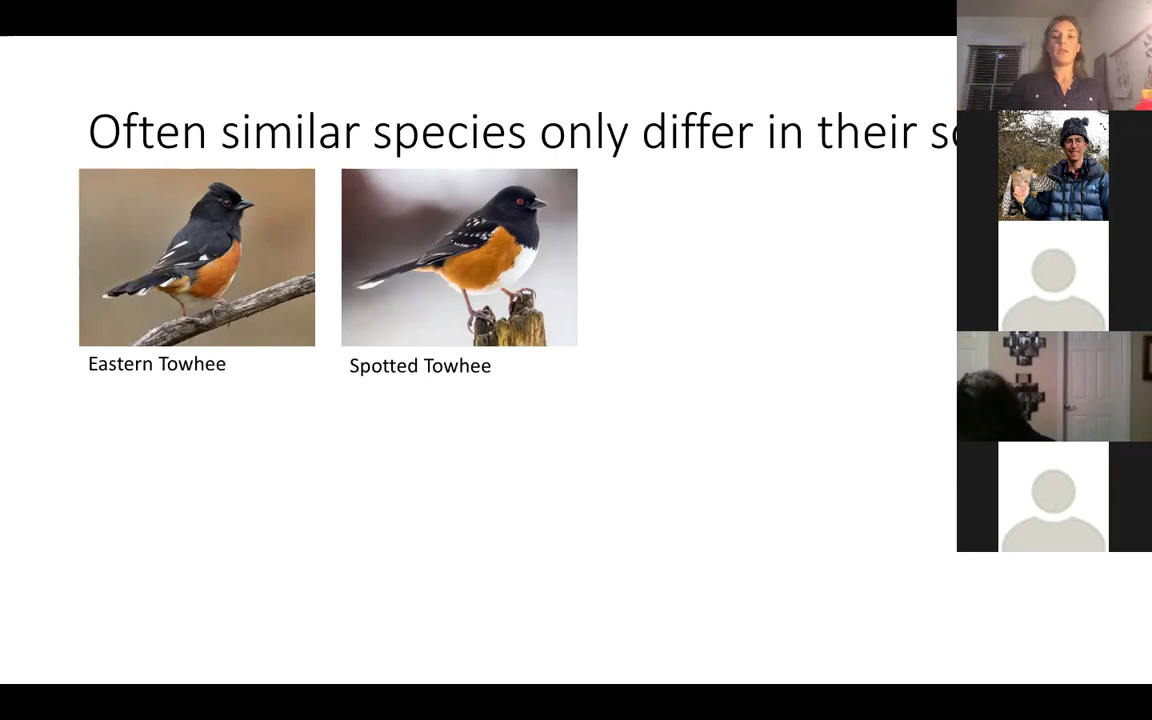 Often similar species only differ in their
Eastern Towhee
Spotted Towhee